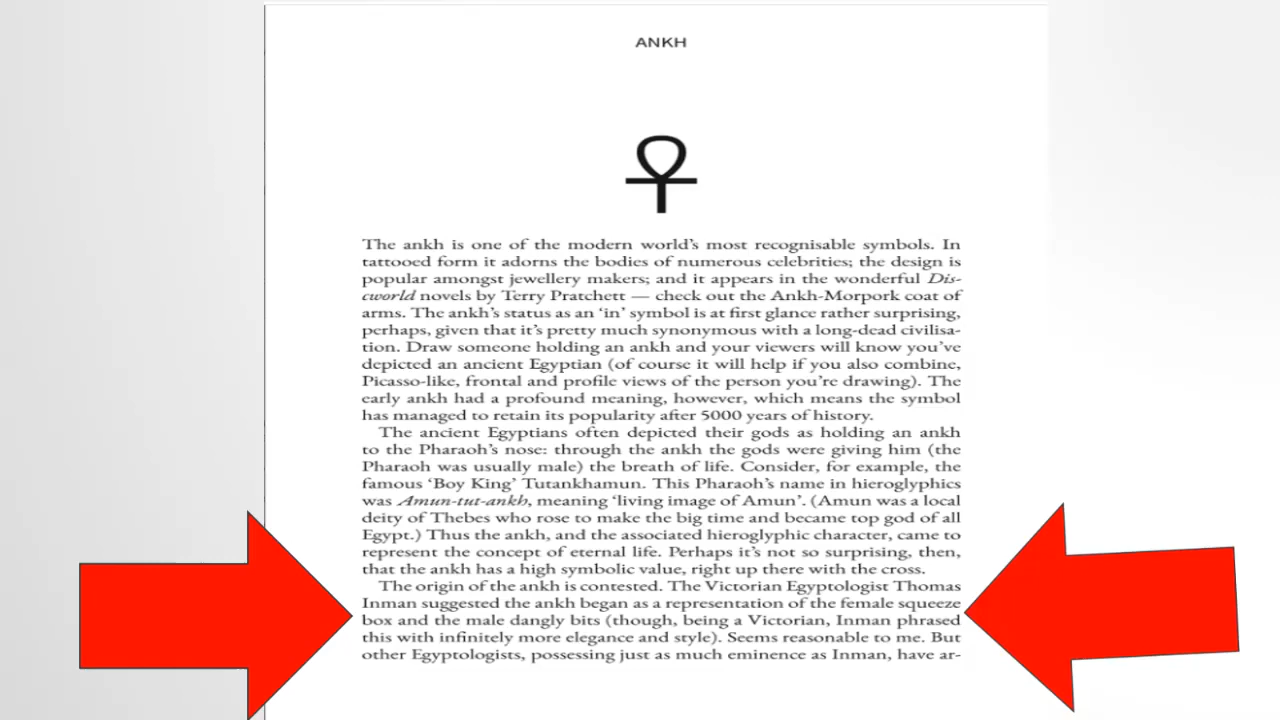 ANKH
The ankh is one of the modern world's most recognisable symbols. In
tattooed form it adorns the bodies of numerous celebrities; the design is
popular amongst jewellery makers; and it appears in the wonderful Dis-
cworld novels by Terry Pratchett — check out the Ankh-Morpork coat of
arms. The ankh's status as an ‘in’ symbol is at first glance rather surprising,
perhaps, given that it's pretty much synonymous with a long-dead civilisa-
tion. Draw someone holding an ankh and your viewers will know you've
depicted an ancient Egyptian (of course it will help if you also combine,
Picasso-like, frontal and profile views of the person you're drawing). The
early ankh had a profound meaning, however, which means the symbol
has managed to retain its popularity after 5000 years of history.
The ancient Egyptians often depicted their gods as holding an ankh
to the Pharaoh's nose: through the ankh the gods were giving him (the
Pharaoh was usually male) the breath of life. Consider, for example, the
famous ‘Boy King’ Tutankhamun. This Pharaoh's name in hieroglyphics
was Amun-tut-ankh, meaning ‘living image of Amun’. (Amun was a local
deity of Thebes who rose to make the big time and became top god of all
Egypt.) Thus the ankh, and the associated hieroglyphic character, came to
represent the concept of eternal life. Perhaps it's not so surprising, then,
that the ankh has a high symbolic value, right up there with the cross.
The origin of the ankh is contested. The Victorian Egyptologist Thomas
Inman suggested the ankh began as a representation of the female squeeze
box and the male dangly bits (though, being a Victorian, Inman phrased
this with infinitely more elegance and style). Seems reasonable to me. But
other Egyptologists, possessing just as much eminence as Inman, have ar-